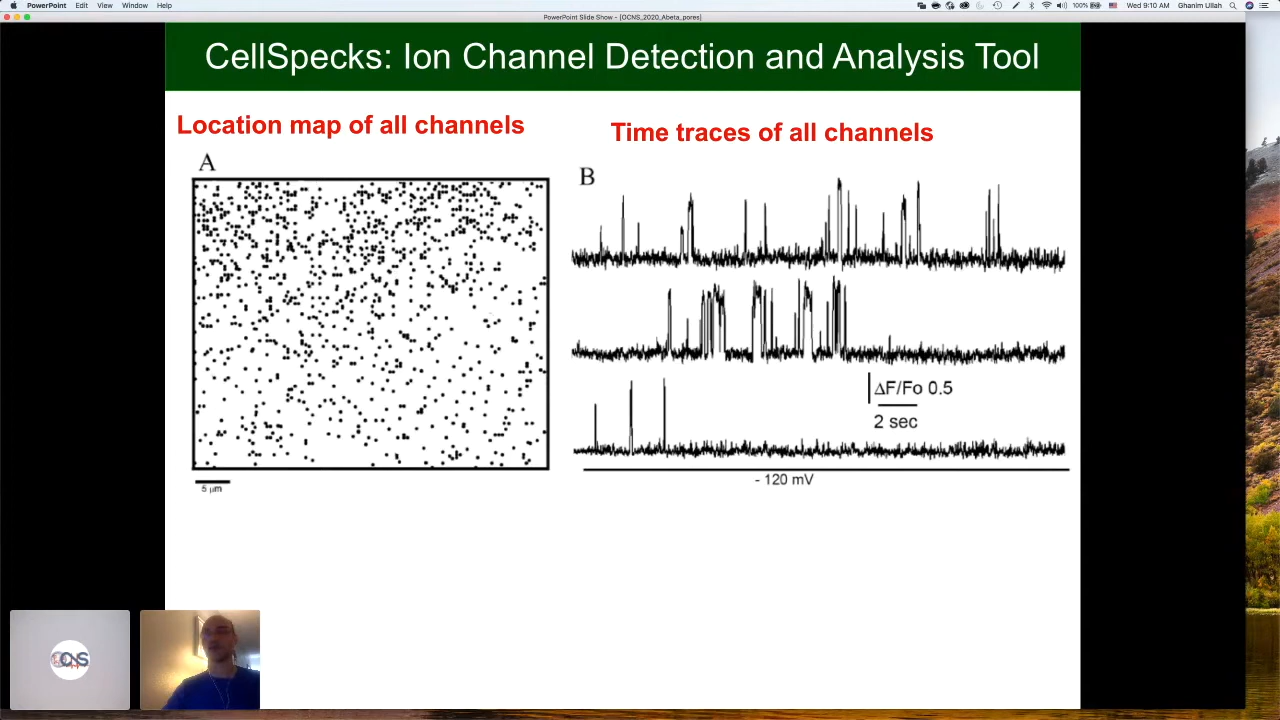 PowerPoint Edit View Window Help
100% Wed 9:10 AM Ghanim Ullah
PowerPoint Slide Show - [OCNS_2020_Abeta_pores]
CellSpecks: Ion Channel Detection and Analysis Tool
Location map of all channels
Time traces of all channels
A
B
ΔF/Fo 0.5
2 sec
- 120 mV
5 μm
OCNS